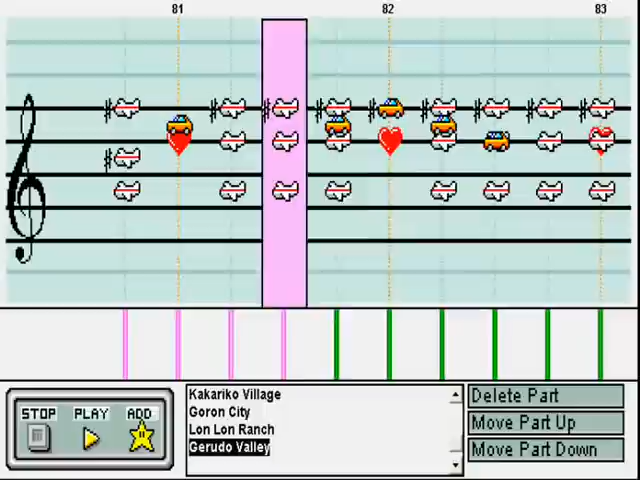 81 82 83
STOP PLAY ADD
Kakariko Village
Goron City
Lon Lon Ranch
Gerudo Valley
Delete Part
Move Part Up
Move Part Down